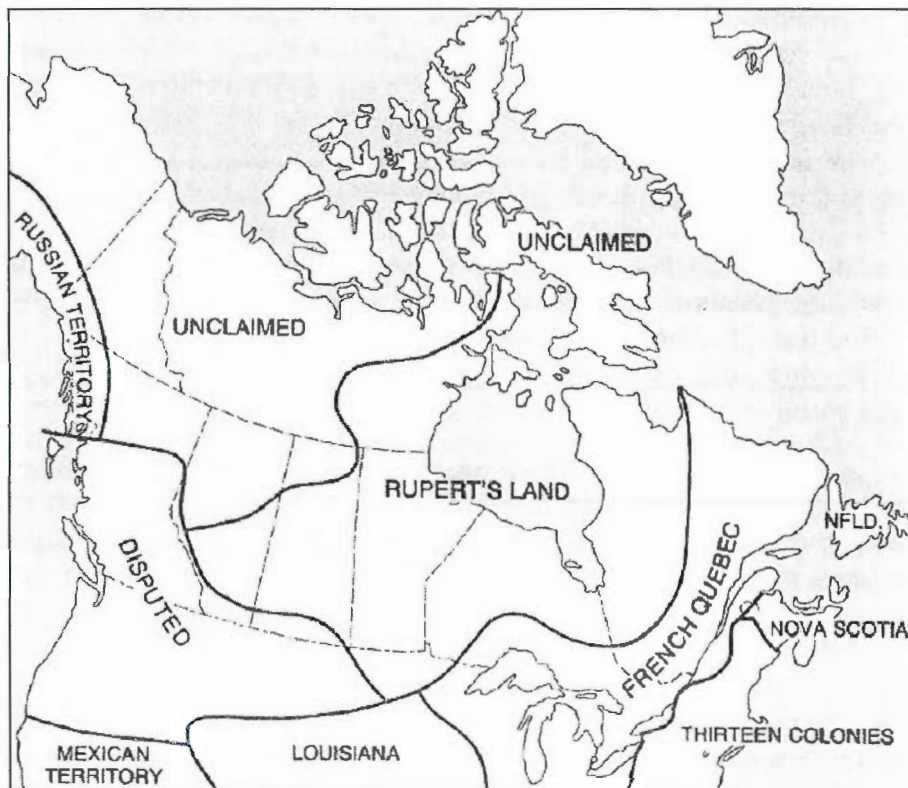 UNCLAIMED
RUSSIAN TERRITORY
UNCLAIMED
RUPERT'S LAND
NFLD.
DISPUTED
FRENCH QUEBEC
NOVA SCOTIA
THIRTEEN COLONIES
MEXICAN
TERRITORY
LOUISIANA